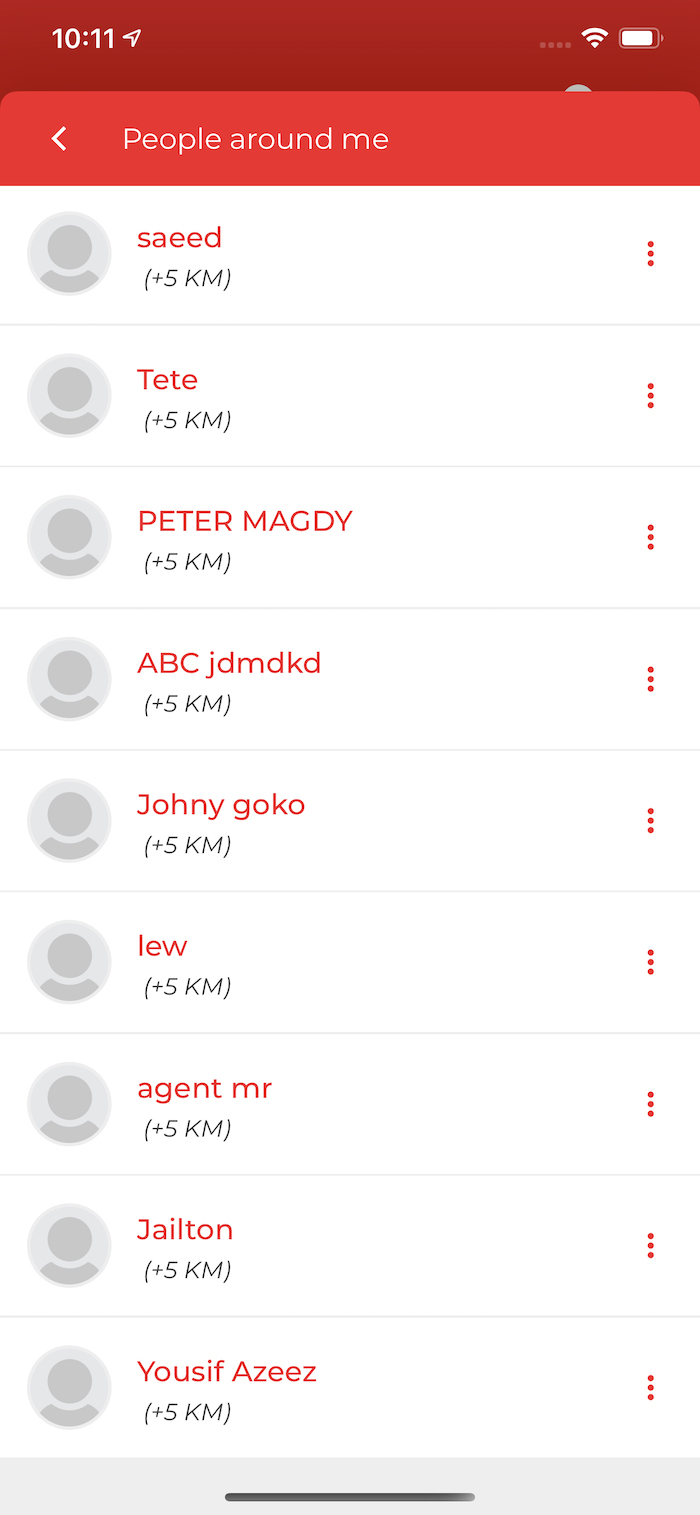 10:11
People around me
saeed
(+5 KM)
Tete
(+5 KM)
PETER MAGDY
(+5 KM)
ABC jdmdkd
(+5 KM)
Johny goko
(+5 KM)
lew
(+5 KM)
agent mr
(+5 KM)
Jailton
(+5 KM)
Yousif Azeez
(+5 KM)